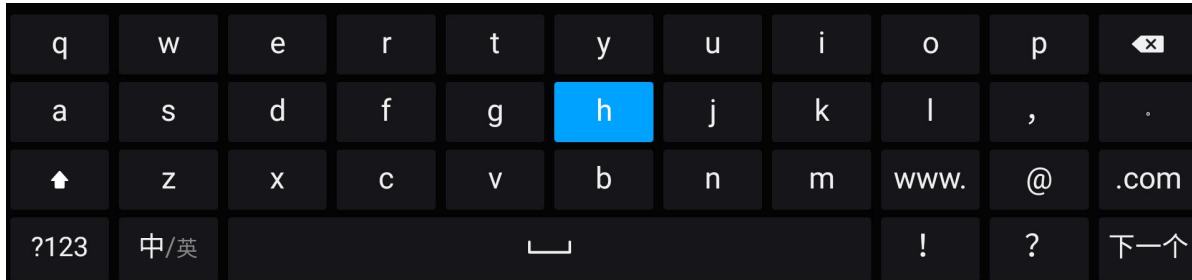 q w e r t y u i o p
a s d f g h j k l ， 。
z x c v b n m www. @ .com
?123 中/英 ! ? 下一个